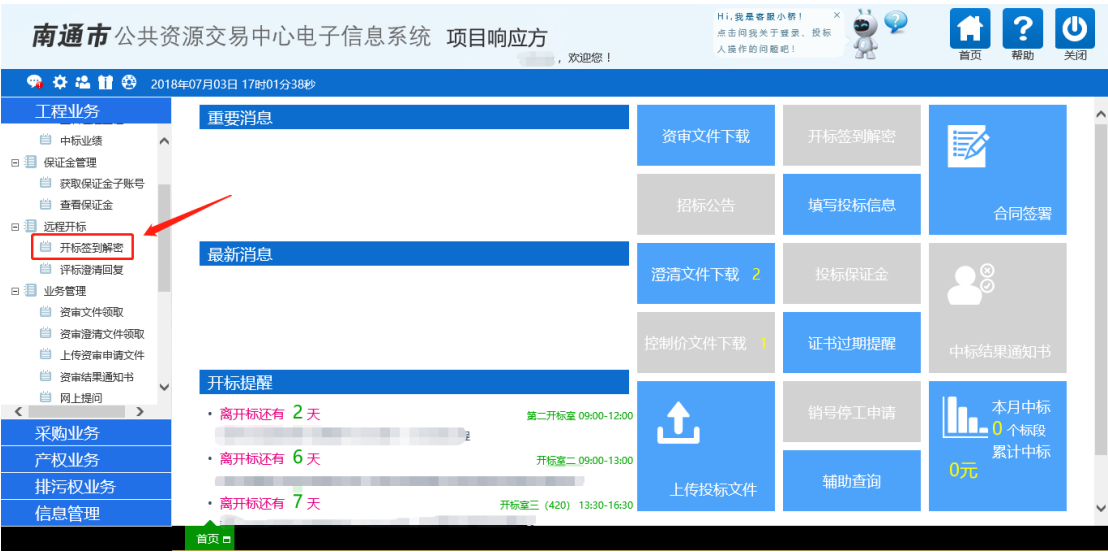 南通市公共资源交易中心电子信息系统 项目响应方
，欢迎您！
Hi,我是客服小桥!
点击问我关于登录、投标
人操作的问题吧!
首页
帮助
关闭
2018年07月03日 17时01分38秒
工程业务
中标业绩
保证金管理
获取保证金子账号
查看保证金
远程开标
开标签到解密
评标澄清回复
业务管理
资审文件领取
资审澄清文件领取
上传资审申请文件
资审结果通知书
网上提问
采购业务
产权业务
排污权业务
信息管理
重要消息
最新消息
开标提醒
离开标还有 2 天 第二开标室 09:00-12:00
离开标还有 6 天 开标室二 09:00-13:00
离开标还有 7 天 开标室三（420） 13:30-16:30
资审文件下载
开标签到解密
招标公告
填写投标信息
合同签署
澄清文件下载 2
投标保证金
控制价文件下载 1
证书过期提醒
中标结果通知书
上传投标文件
销号停工申请
辅助查询
本月中标
0 个标段
累计中标
0元
首页